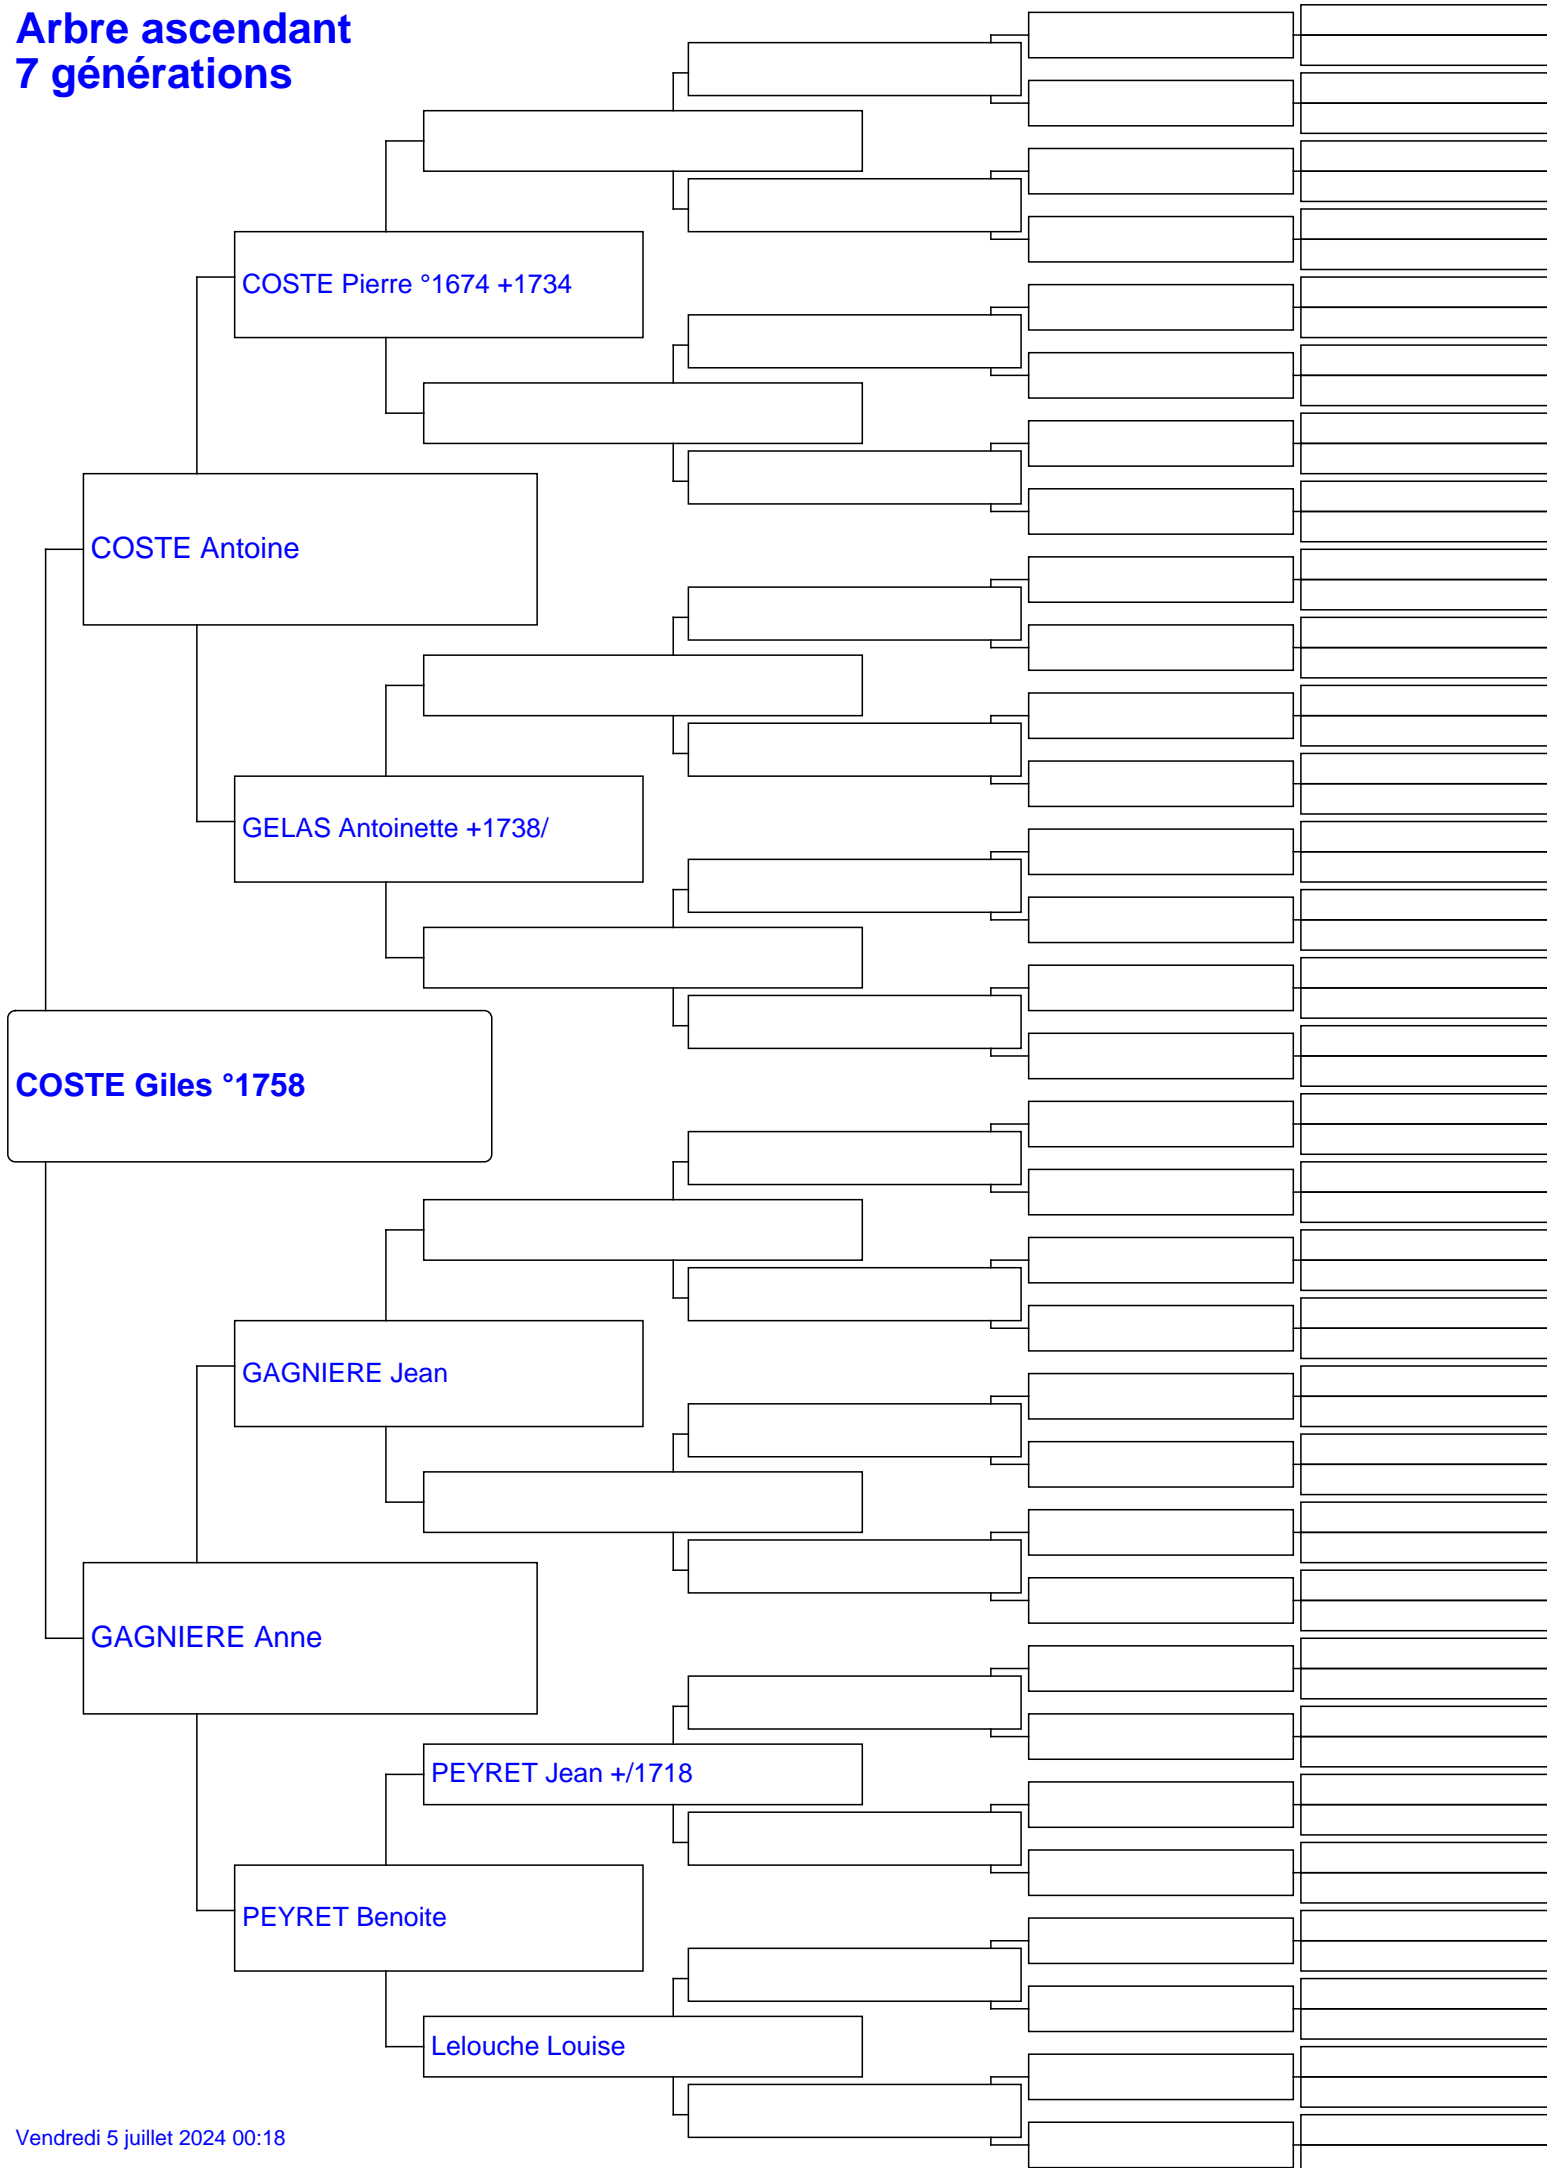 Arbre ascendant
7 générations
COSTE Pierre °1674 +1734
COSTE Antoine
GELAS Antoinette +1738/
COSTE Giles °1758
GAGNIERE Jean
GAGNIERE Anne
PEYRET Jean +/1718
PEYRET Benoite
Lelouche Louise
Vendredi 5 juillet 2024 00:18